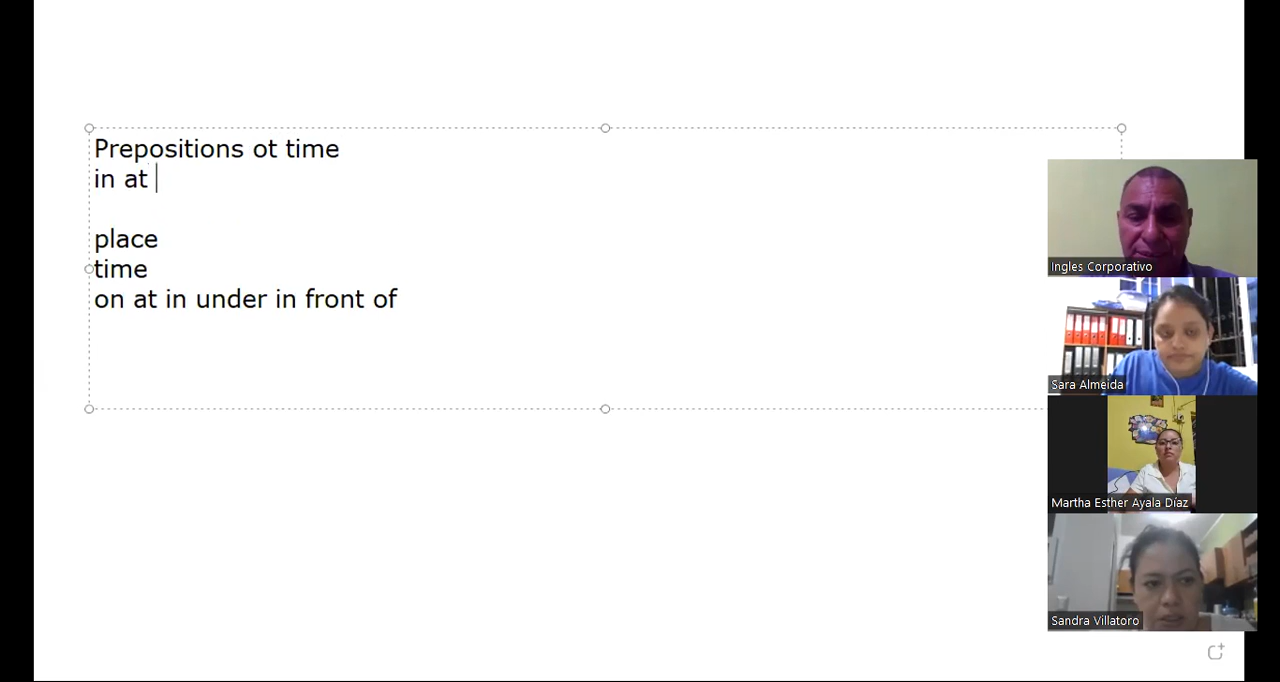 Prepositions ot time
in at
place
time
on at in under in front of
Ingles Corporativo
Sara Almeida
Martha Esther Ayala Díaz
Sandra Villatoro